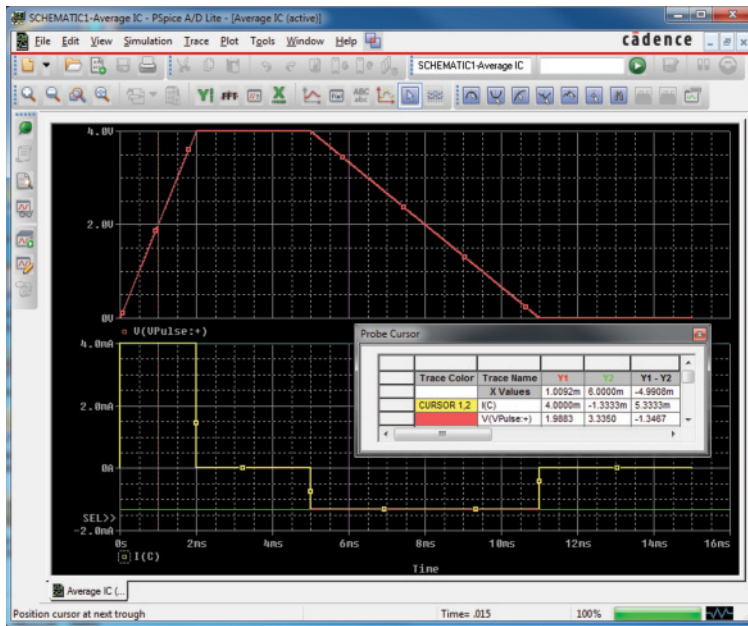 SCHEMATIC1-Average IC - PSpice A/D Lite - [Average IC (active)]
File Edit View Simulation Trace Plot Tools Window Help
cādence
SCHEMATIC1-Average IC
ABC
abc
4.0V
2.0V
0V
V(VPulse:+)
4.0mA
2.0mA
0A
SEL>>
-2.0mA
0s 2ms 4ms 6ms 8ms 10ms 12ms 14ms 16ms
I(C)
Time
Probe Cursor
Trace Color Trace Name Y1 Y2 Y1 - Y2
X Values 1.0092m 6.0000m -4.9908m
CURSOR 1,2 I(C) 4.0000m -1.3333m 5.3333m
V(VPulse:+) 1.9883 3.3350 -1.3467
Average IC (...
Position cursor at next trough
Time= .015
100%